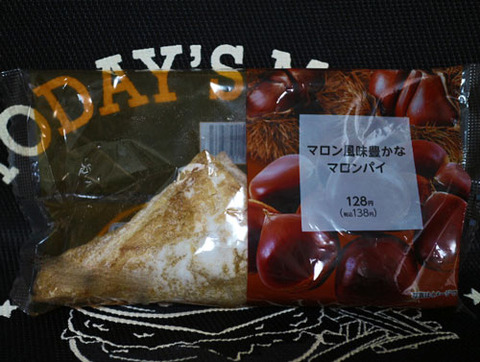 TODAY'S M
マロン風味豊かな
マロンパイ
128円
(税込138円)